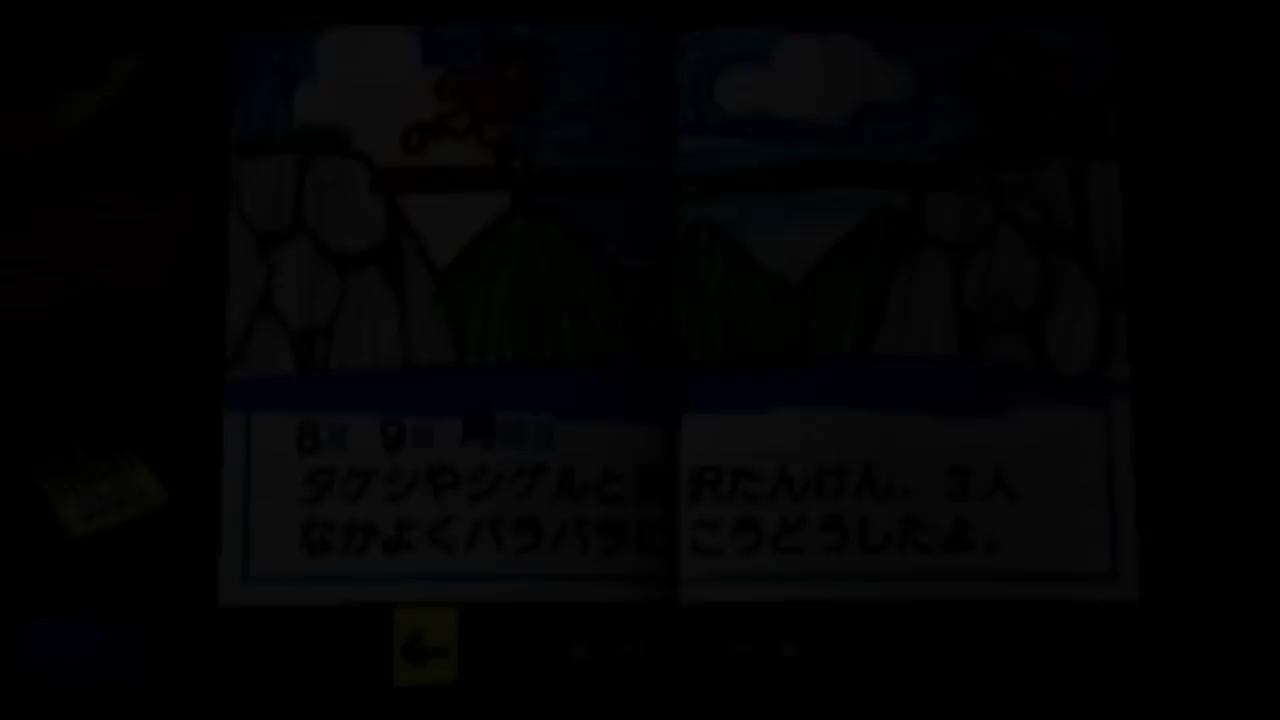 8月 9日 月曜日
タケシやシゲルと 沢たんけん。3人
なかよくバラバラに こうどうしたよ。